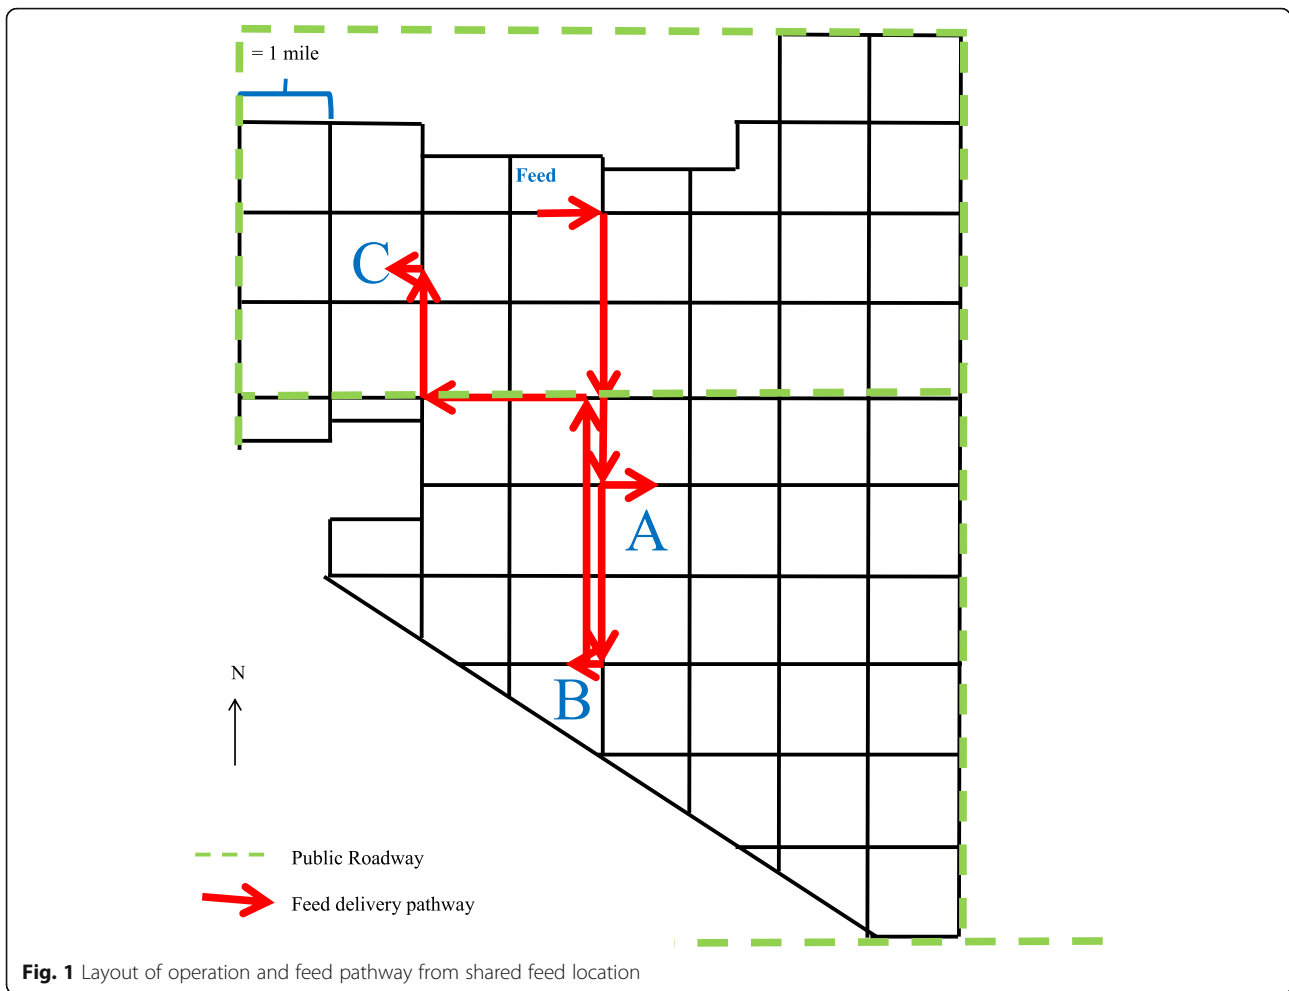 = 1 mile
Feed
C
A
B
N
Public Roadway
Feed delivery pathway
Fig. 1 Layout of operation and feed pathway from shared feed location